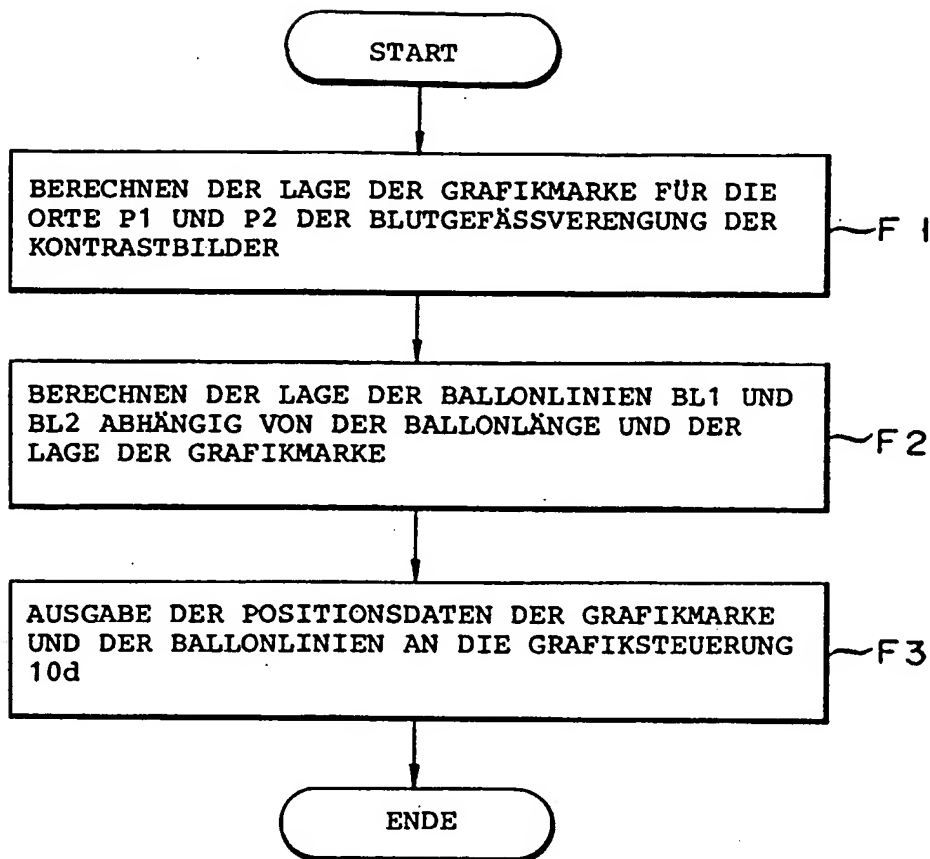 START
BERECHNEN DER LAGE DER GRAFIKMARKE FÜR DIE
ORTE P1 UND P2 DER BLUTGEFÄSSVERENGUNG DER
KONTRASTBILDER
F 1
BERECHNEN DER LAGE DER BALLONLINIEN BL1 UND
BL2 ABHÄNGIG VON DER BALLONLÄNGE UND DER
LAGE DER GRAFIKMARKE
F2
AUSGABE DER POSITIONSDATEN DER GRAFIKMARKE
UND DER BALLONLINIEN AN DIE GRAFIKSTEUERUNG
10d
F3
ENDE